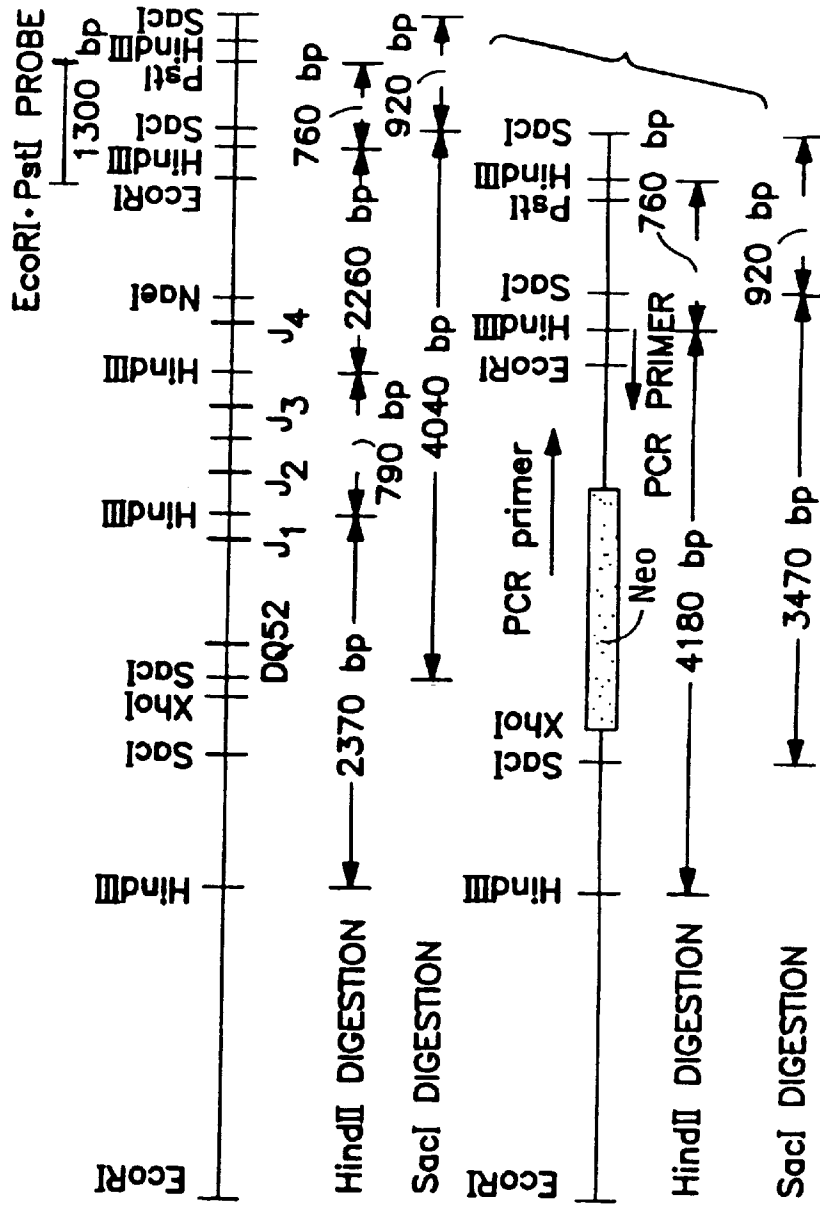 EcoRI·PstI PROBE
1300 bp
EcoRI
HindIII
SacI
XhoI
SacI
HindIII
HindIII
NaeI
EcoRI
HindIII
SacI
PstI
HindIII
SacI
DQ52
J1
J2
J3
J4
HindII DIGESTION
2370 bp
790 bp
2260 bp
760 bp
SacI DIGESTION
4040 bp
920 bp
PCR primer
EcoRI
HindIII
SacI
XhoI
EcoRI
HindIII
SacI
PstI
HindIII
SacI
Neo
PCR PRIMER
HindII DIGESTION
4180 bp
760 bp
SacI DIGESTION
3470 bp
920 bp